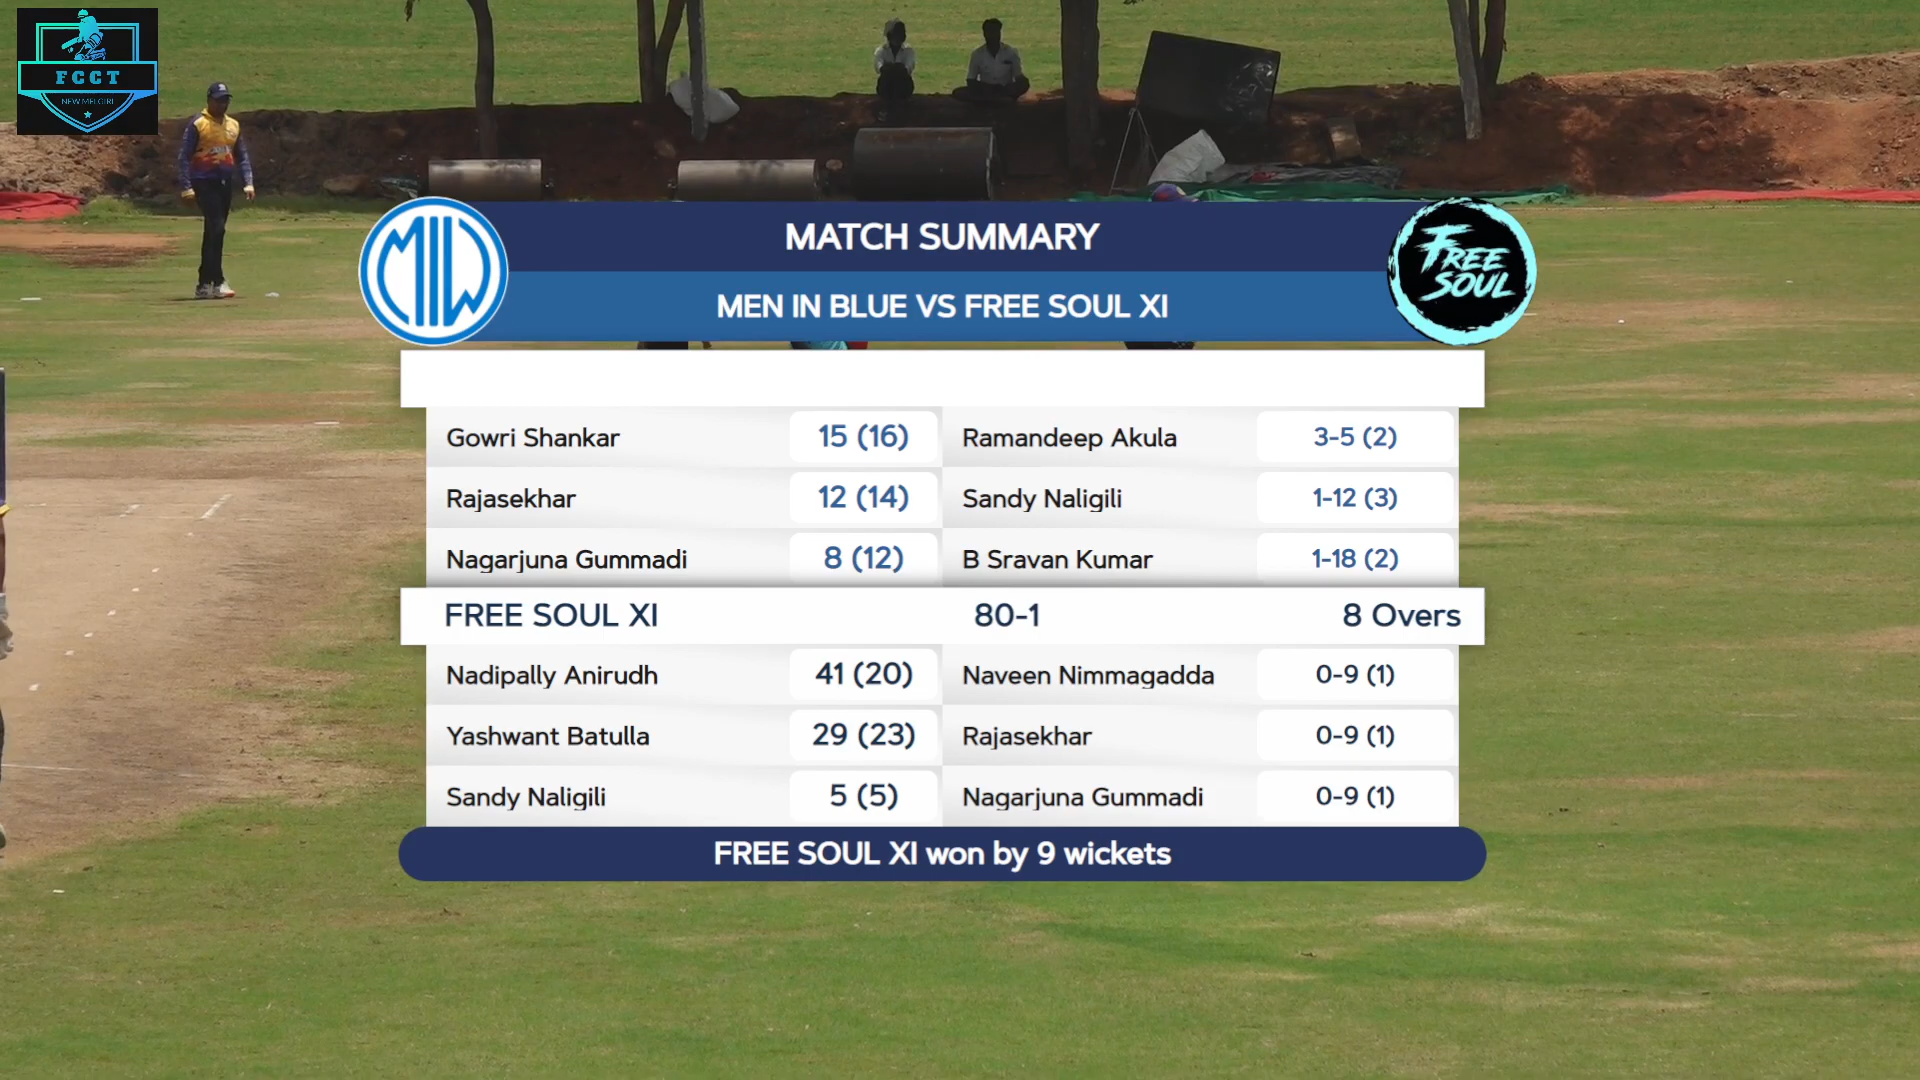 FCCT
NEW MELGIRI
MATCH SUMMARY
MEN IN BLUE VS FREE SOUL XI
MIW
FREE SOUL
Gowri Shankar 15 (16) Ramandeep Akula 3-5 (2)
Rajasekhar 12 (14) Sandy Naligili 1-12 (3)
Nagarjuna Gummadi 8 (12) B Sravan Kumar 1-18 (2)
FREE SOUL XI 80-1 8 Overs
Nadipally Anirudh 41 (20) Naveen Nimmagadda 0-9 (1)
Yashwant Batulla 29 (23) Rajasekhar 0-9 (1)
Sandy Naligili 5 (5) Nagarjuna Gummadi 0-9 (1)
FREE SOUL XI won by 9 wickets